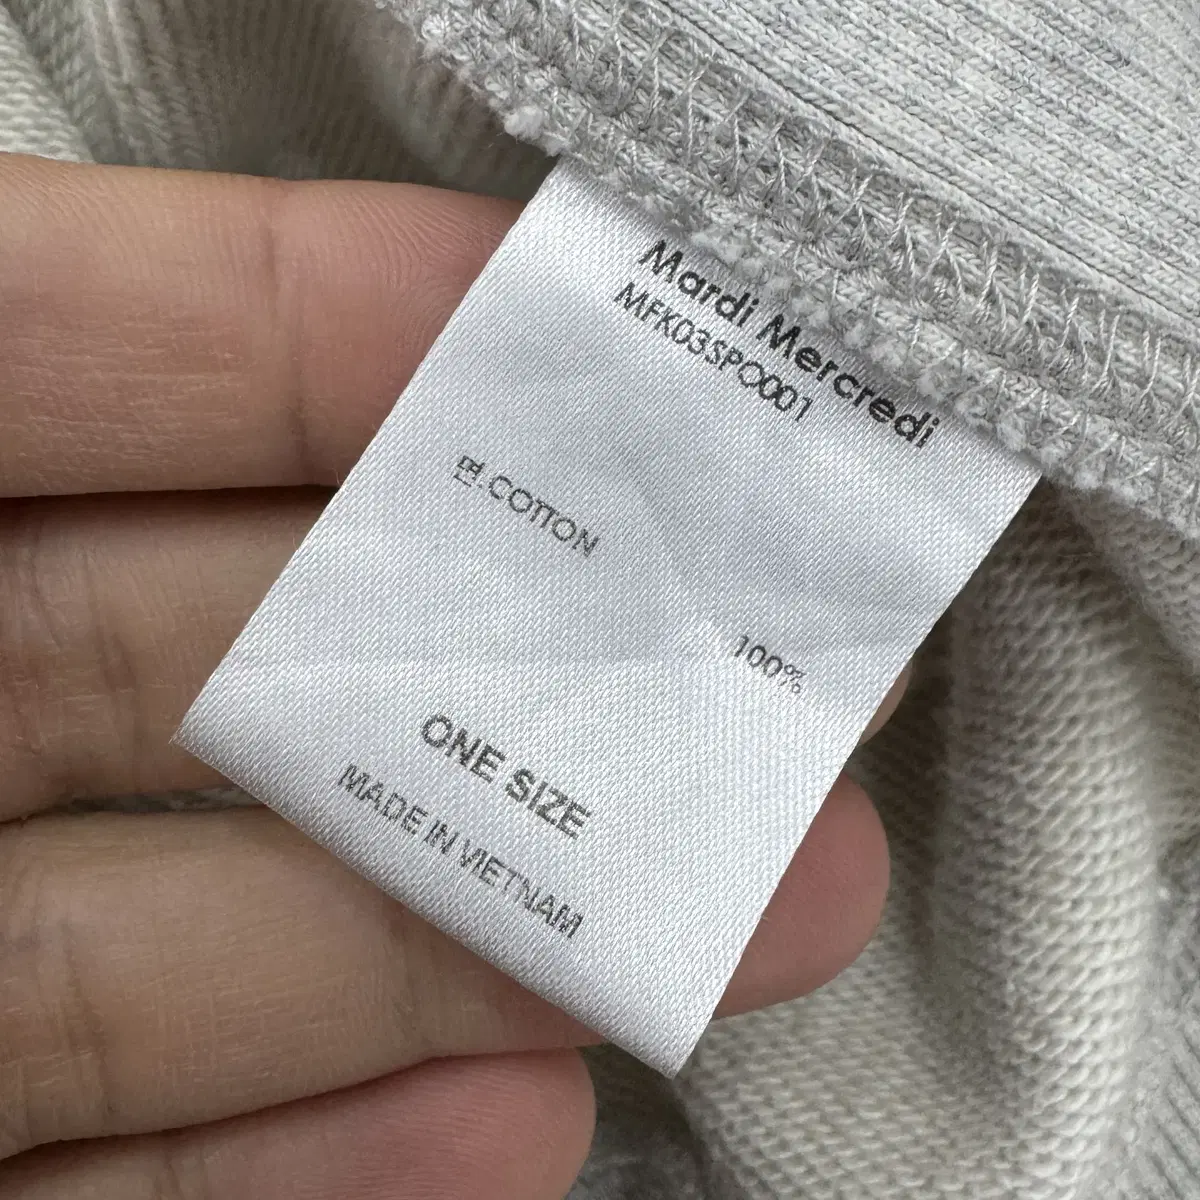 Mardi Mercredi
MFK03SPO001
면.COTTON
100%
ONE SIZE
MADE IN VIETNAM